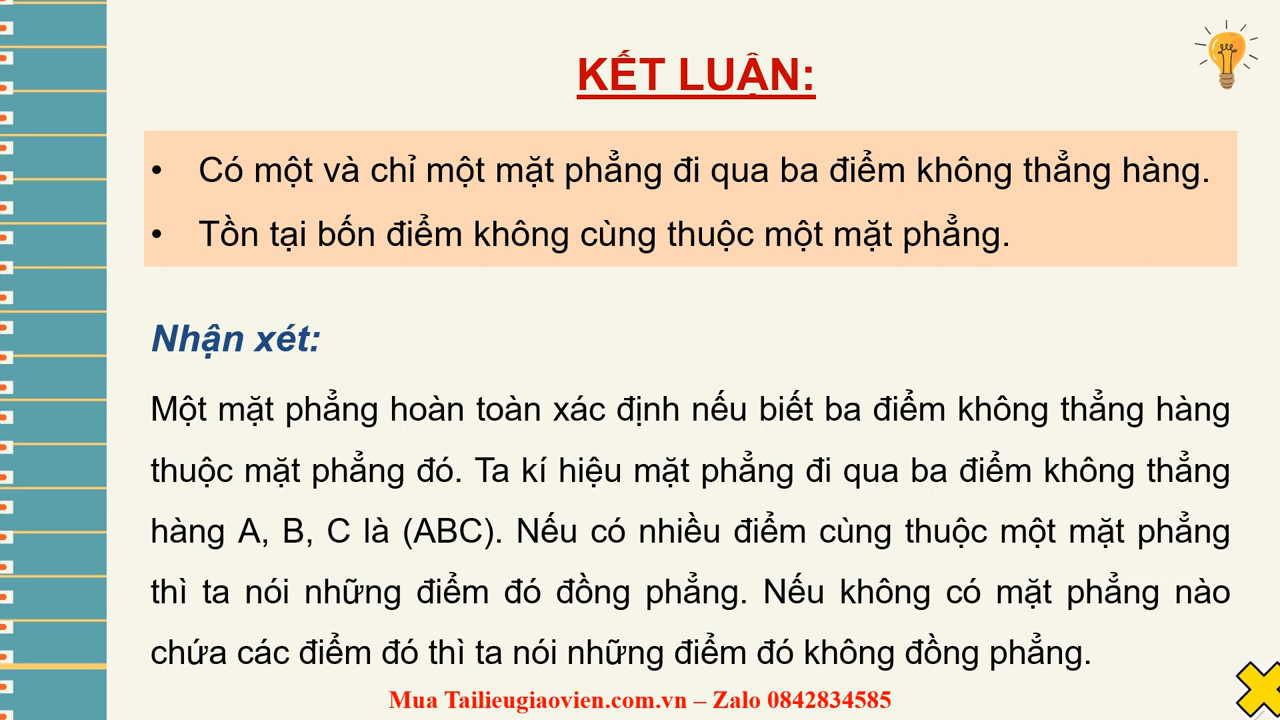 KẾT LUẬN:
• Có một và chỉ một mặt phẳng đi qua ba điểm không thẳng hàng.
• Tồn tại bốn điểm không cùng thuộc một mặt phẳng.
Nhận xét:
Một mặt phẳng hoàn toàn xác định nếu biết ba điểm không thẳng hàng
thuộc mặt phẳng đó. Ta kí hiệu mặt phẳng đi qua ba điểm không thẳng
hàng A, B, C là (ABC). Nếu có nhiều điểm cùng thuộc một mặt phẳng
thì ta nói những điểm đó đồng phẳng. Nếu không có mặt phẳng nào
chứa các điểm đó thì ta nói những điểm đó không đồng phẳng.
Mua Tailieugiaovien.com.vn – Zalo 0842834585